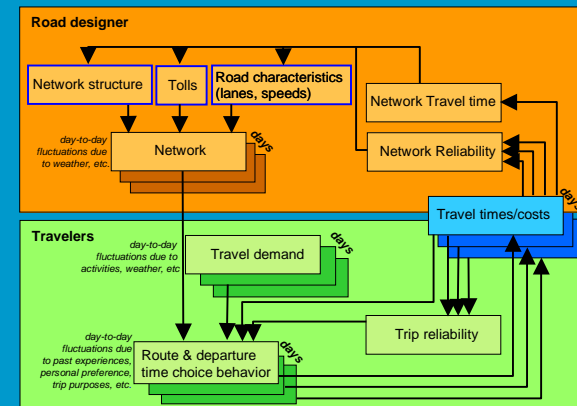 Road designer
Network structure
Tolls
Road characteristics
(lanes, speeds)
Network Travel time
day-to-day
fluctuations due
to weather, etc.
Network
days
Network Reliability
Travel times/costs
days
Travelers
day-to-day
fluctuations due to
activities, weather, etc
Travel demand
days
Trip reliability
day-to-day
fluctuations due
to past experiences,
personal preference,
trip purposes, etc.
Route & departure
time choice behavior
days